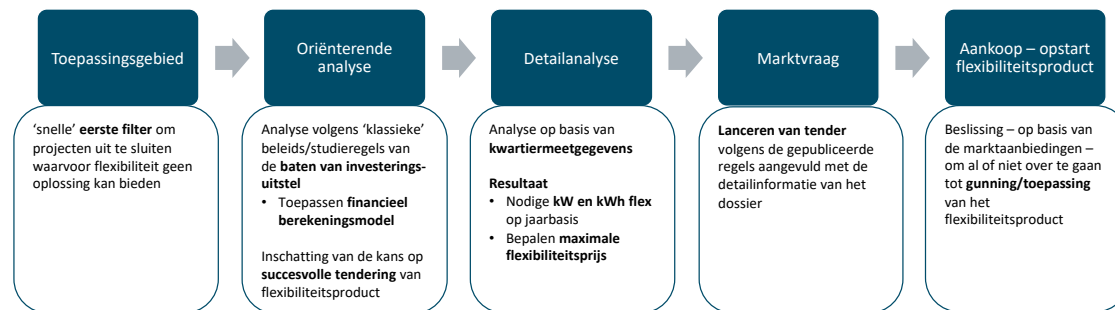 Toepassingsgebied
‘snelle’ eerste filter om
projecten uit te sluiten
waarvoor flexibiliteit geen
oplossing kan bieden
Oriënterende
analyse
Analyse volgens ‘klassieke’
beleids/studieregels van
de baten van investerings-
uitstel
• Toepassen financieel
berekeningsmodel
Inschatting van de kans op
succesvolle tendering van
flexibiliteitsproduct
Detailanalyse
Analyse op basis van
kwartiermeetgegevens
Resultaat
• Nodige kW en kWh flex
op jaarbasis
• Bepalen maximale
flexibiliteitsprijs
Marktvraag
Lanceren van tender
volgens de gepubliceerde
regels aangevuld met de
detailinformatie van het
dossier
Aankoop – opstart
flexibiliteitsproduct
Beslissing – op basis van
de marktaanbiedingen –
om al of niet over te gaan
tot gunning/toepassing
van het
flexibiliteitsproduct